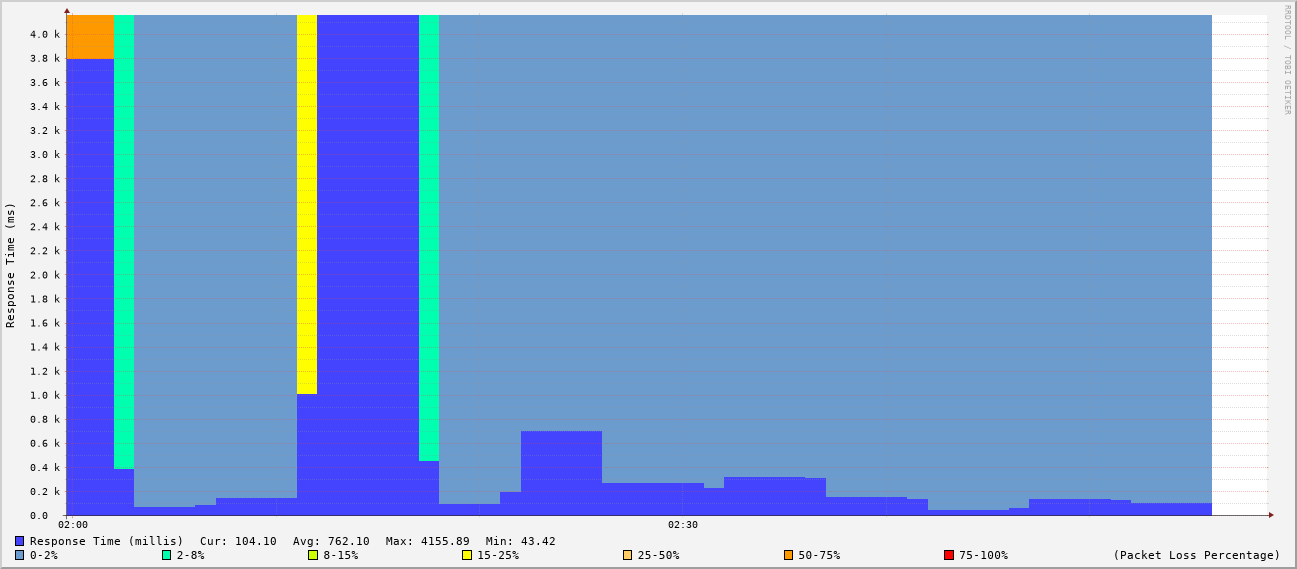 RRDTOOL / TOBI OETIKER
Response Time (ms)
4.0 k
3.8 k
3.6 k
3.4 k
3.2 k
3.0 k
2.8 k
2.6 k
2.4 k
2.2 k
2.0 k
1.8 k
1.6 k
1.4 k
1.2 k
1.0 k
0.8 k
0.6 k
0.4 k
0.2 k
0.0
02:00 02:30
Response Time (millis) Cur: 104.10 Avg: 762.10 Max: 4155.89 Min: 43.42
0-2% 2-8% 8-15% 15-25% 25-50% 50-75% 75-100% (Packet Loss Percentage)